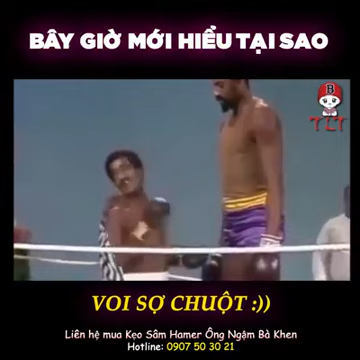 BÂY GIỜ MỚI HIỂU TẠI SAO
B
TLT
VOI SỢ CHUỘT :))
Liên hệ mua Kẹo Sâm Hamer Ông Ngậm Bà Khen
Hotline: 0907 50 30 21